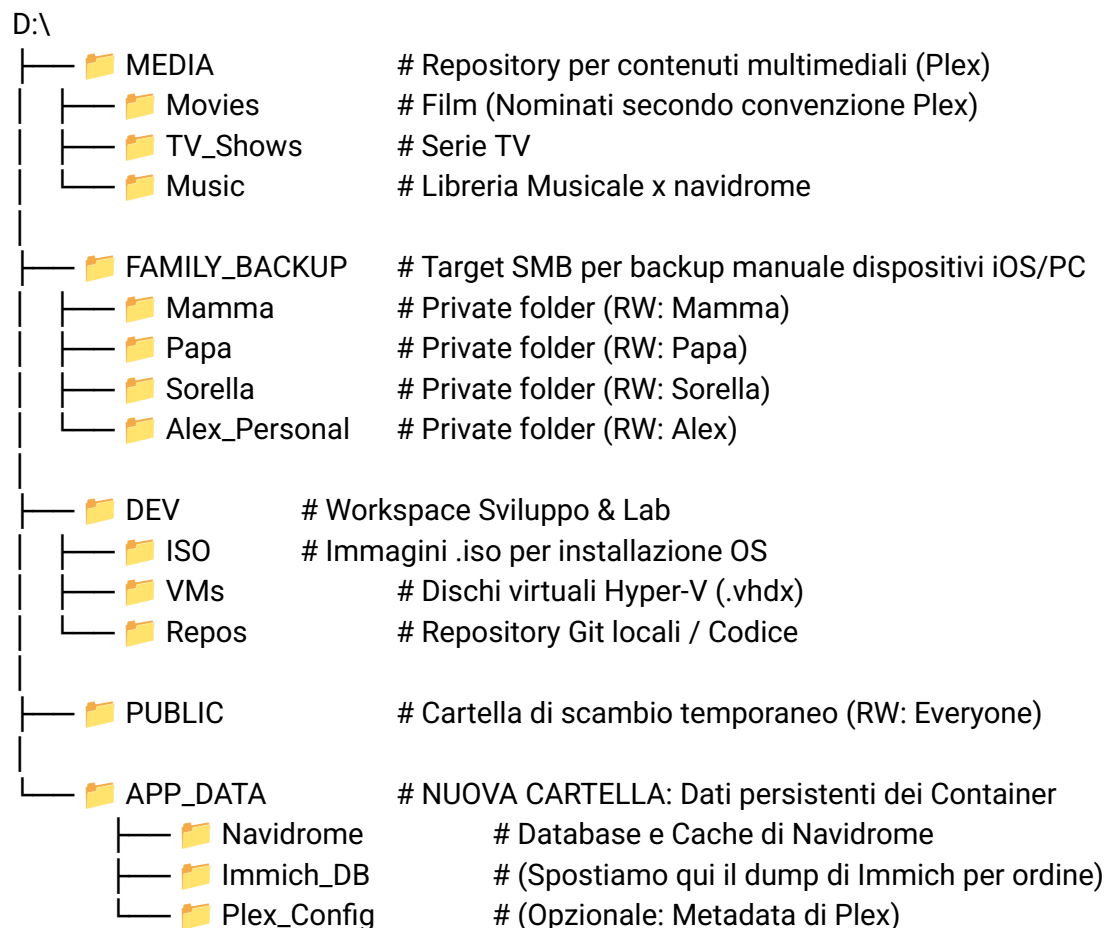 D:\
├── 📁 MEDIA # Repository per contenuti multimediali (Plex)
│ ├── 📁 Movies # Film (Nominati secondo convenzione Plex)
│ ├── 📁 TV_Shows # Serie TV
│ └── 📁 Music # Libreria Musicale x navidrome
│
├── 📁 FAMILY_BACKUP # Target SMB per backup manuale dispositivi iOS/PC
│ ├── 📁 Mamma # Private folder (RW: Mamma)
│ ├── 📁 Papa # Private folder (RW: Papa)
│ ├── 📁 Sorella # Private folder (RW: Sorella)
│ └── 📁 Alex_Personal # Private folder (RW: Alex)
│
├── 📁 DEV # Workspace Sviluppo & Lab
│ ├── 📁 ISO # Immagini .iso per installazione OS
│ ├── 📁 VMs # Dischi virtuali Hyper-V (.vhdx)
│ └── 📁 Repos # Repository Git locali / Codice
│
├── 📁 PUBLIC # Cartella di scambio temporaneo (RW: Everyone)
│
└── 📁 APP_DATA # NUOVA CARTELLA: Dati persistenti dei Container
├── 📁 Navidrome # Database e Cache di Navidrome
├── 📁 Immich_DB # (Spostiamo qui il dump di Immich per ordine)
└── 📁 Plex_Config # (Opzionale: Metadata di Plex)